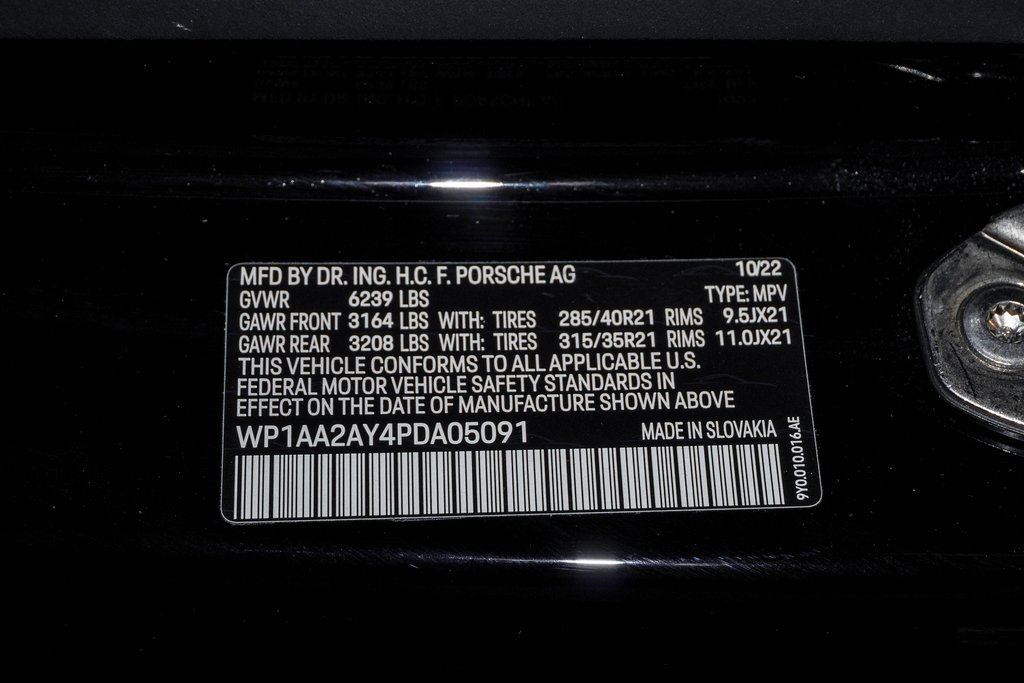 MFD BY DR. ING. H.C. F. PORSCHE AG 10/22
GVWR 6239 LBS TYPE: MPV
GAWR FRONT 3164 LBS WITH: TIRES 285/40R21 RIMS 9.5JX21
GAWR REAR 3208 LBS WITH: TIRES 315/35R21 RIMS 11.0JX21
THIS VEHICLE CONFORMS TO ALL APPLICABLE U.S.
FEDERAL MOTOR VEHICLE SAFETY STANDARDS IN
EFFECT ON THE DATE OF MANUFACTURE SHOWN ABOVE
WP1AA2AY4PDA05091 MADE IN SLOVAKIA
9Y0.010.016.AE